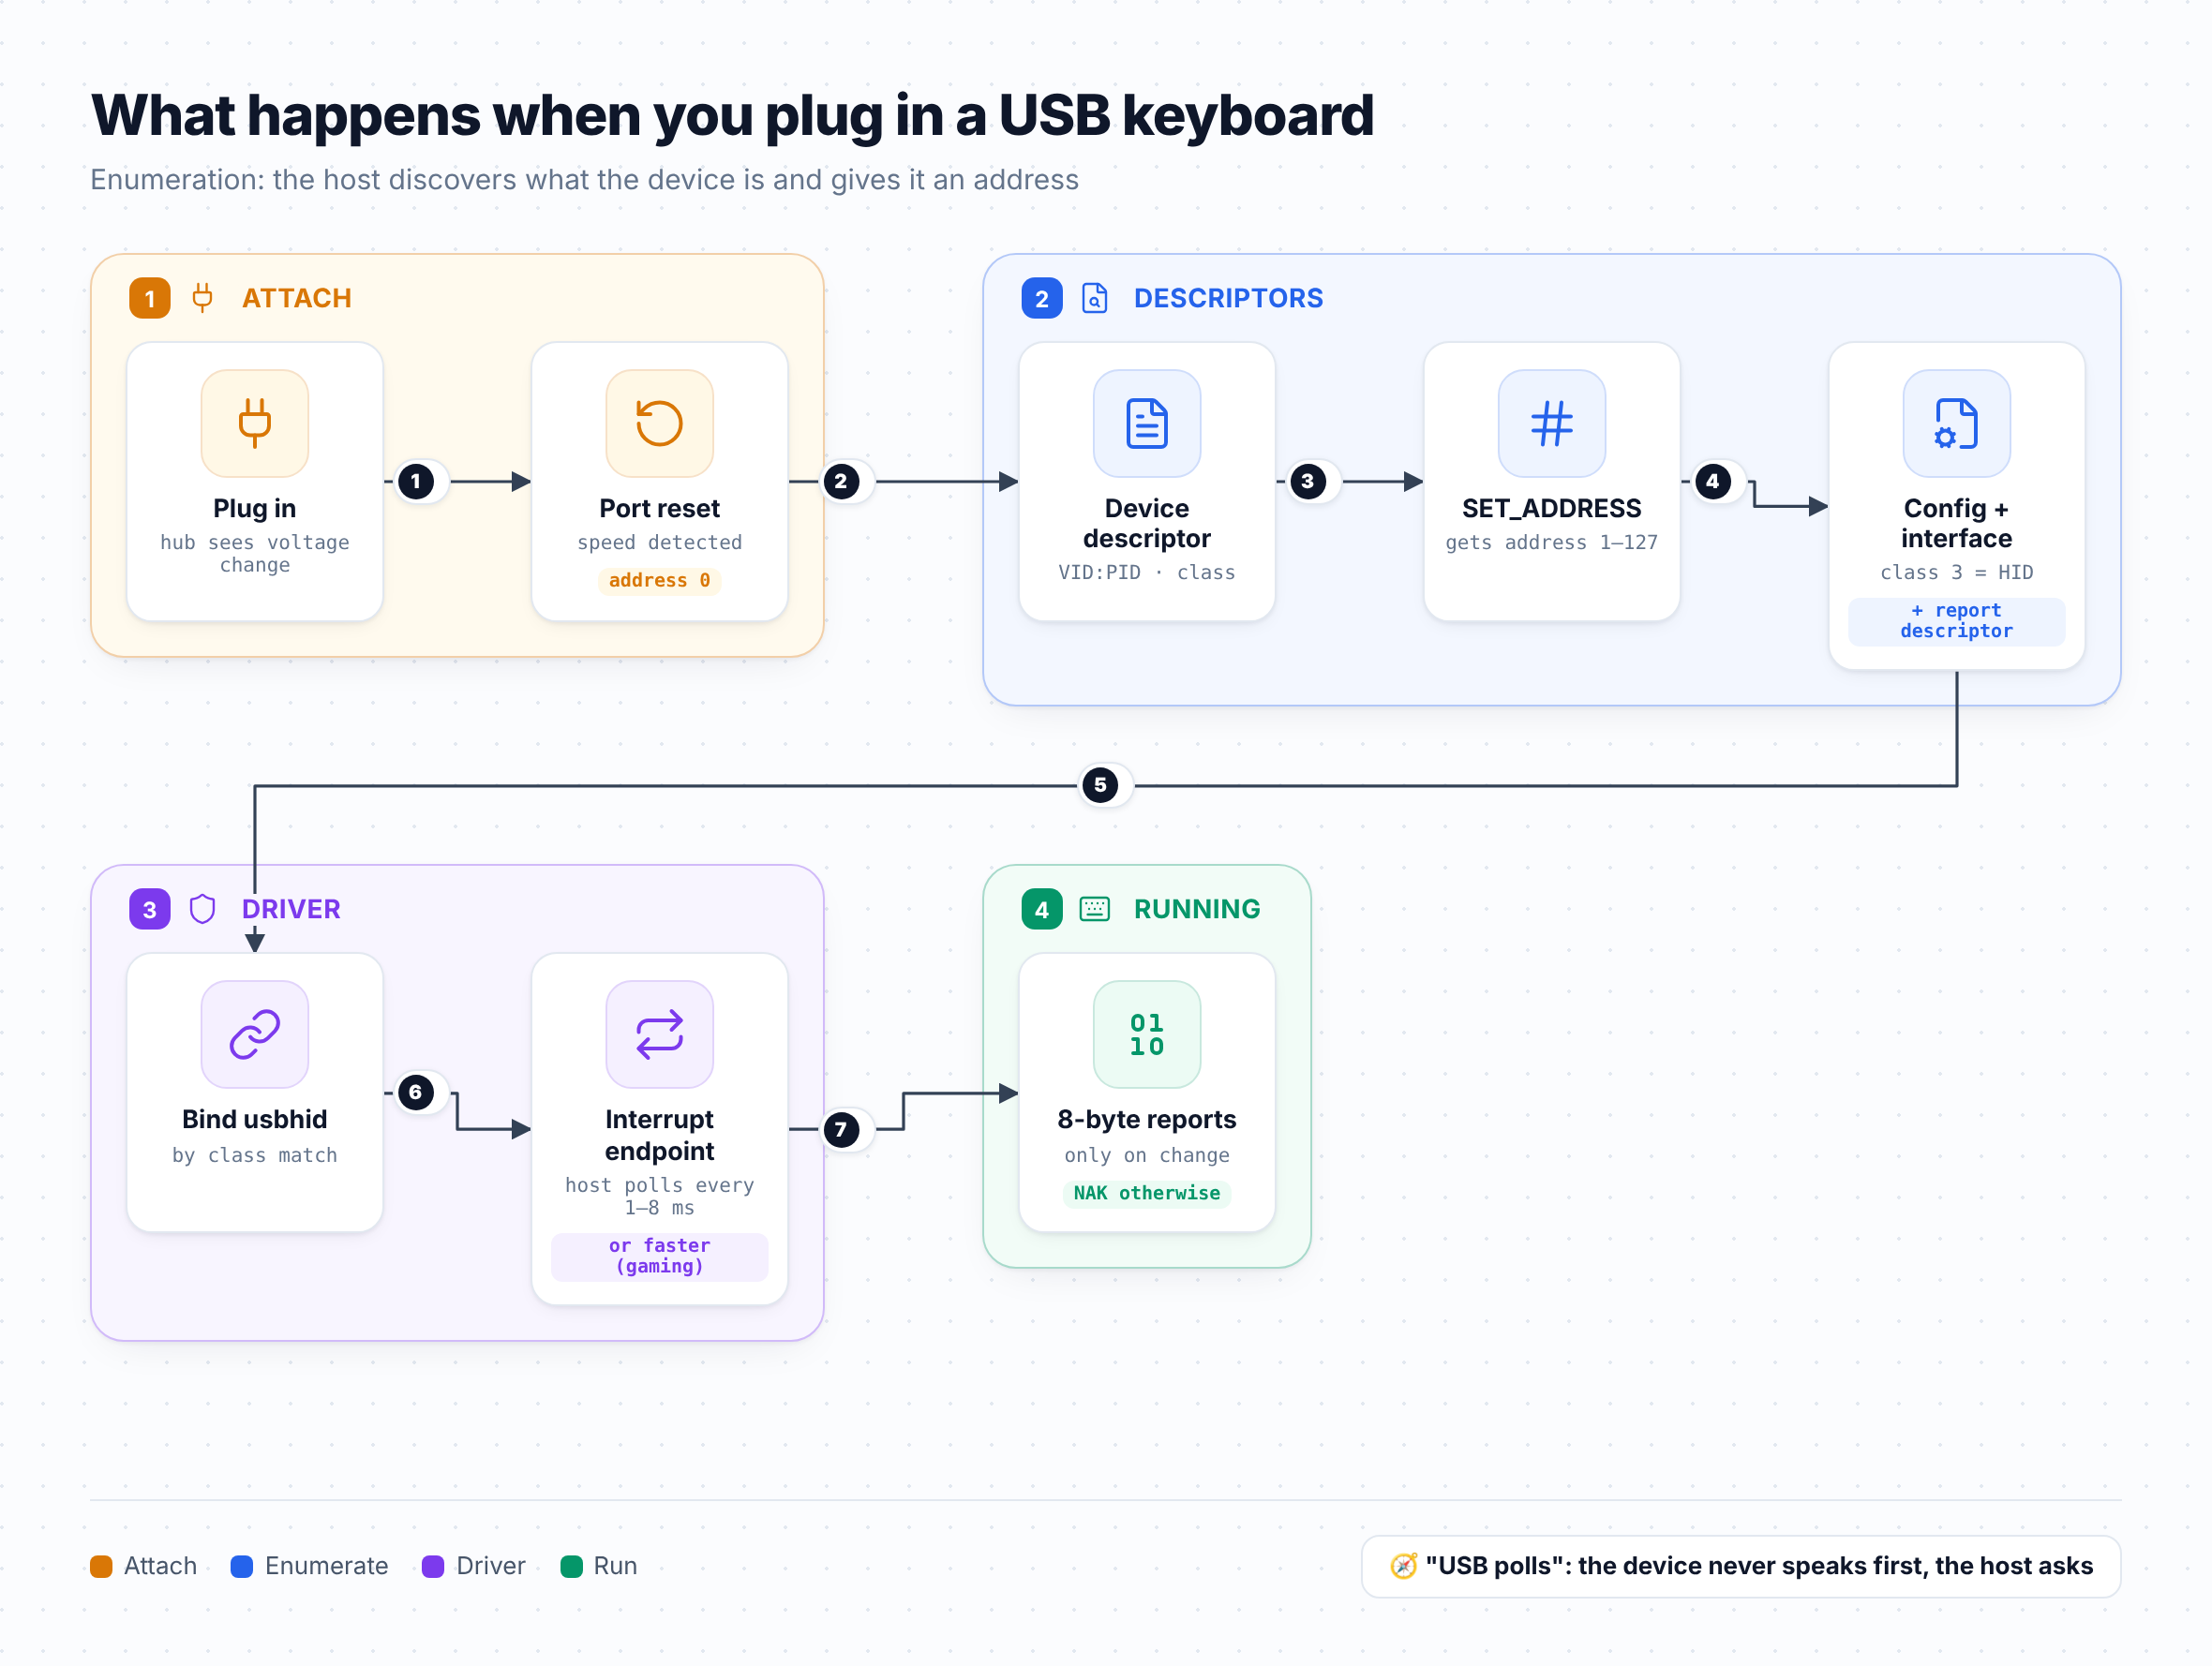 What happens when you plug in a USB keyboard
Enumeration: the host discovers what the device is and gives it an address
1 ATTACH
Plug in
hub sees voltage
change
1
Port reset
speed detected
address 0
2
2 DESCRIPTORS
Device
descriptor
VID:PID · class
3
SET_ADDRESS
gets address 1–127
4
Config +
interface
class 3 = HID
+ report
descriptor
5
3 DRIVER
Bind usbhid
by class match
6
Interrupt
endpoint
host polls every
1–8 ms
or faster
(gaming)
7
4 RUNNING
01
10
8-byte reports
only on change
NAK otherwise
Attach
Enumerate
Driver
Run
🧭 "USB polls": the device never speaks first, the host asks